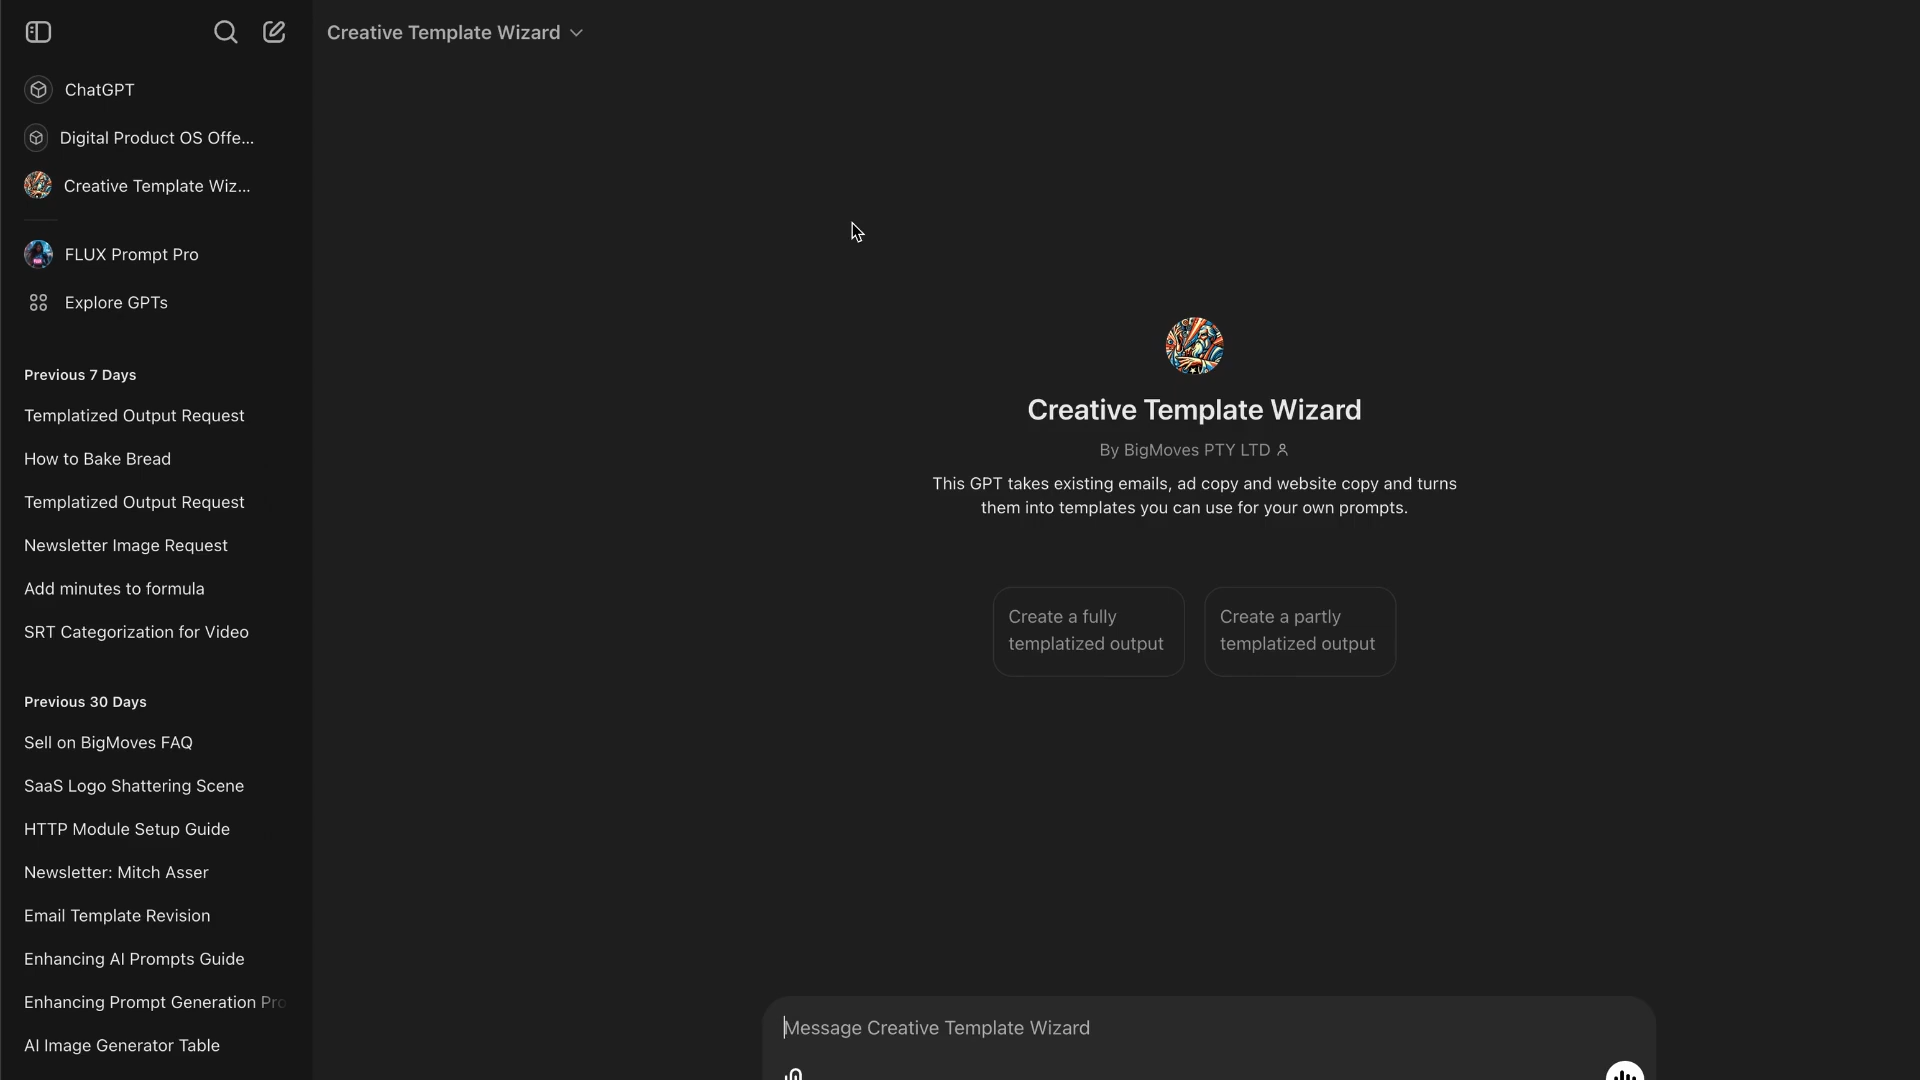 Creative Template Wizard
ChatGPT
Digital Product OS Offe...
Creative Template Wiz...
FLUX Prompt Pro
Explore GPTs
Previous 7 Days
Templatized Output Request
How to Bake Bread
Templatized Output Request
Newsletter Image Request
Add minutes to formula
SRT Categorization for Video
Previous 30 Days
Sell on BigMoves FAQ
SaaS Logo Shattering Scene
HTTP Module Setup Guide
Newsletter: Mitch Asser
Email Template Revision
Enhancing AI Prompts Guide
Enhancing Prompt Generation Pro
AI Image Generator Table
Creative Template Wizard
By BigMoves PTY LTD
This GPT takes existing emails, ad copy and website copy and turns
them into templates you can use for your own prompts.
Create a fully
templatized output
Create a partly
templatized output
Message Creative Template Wizard